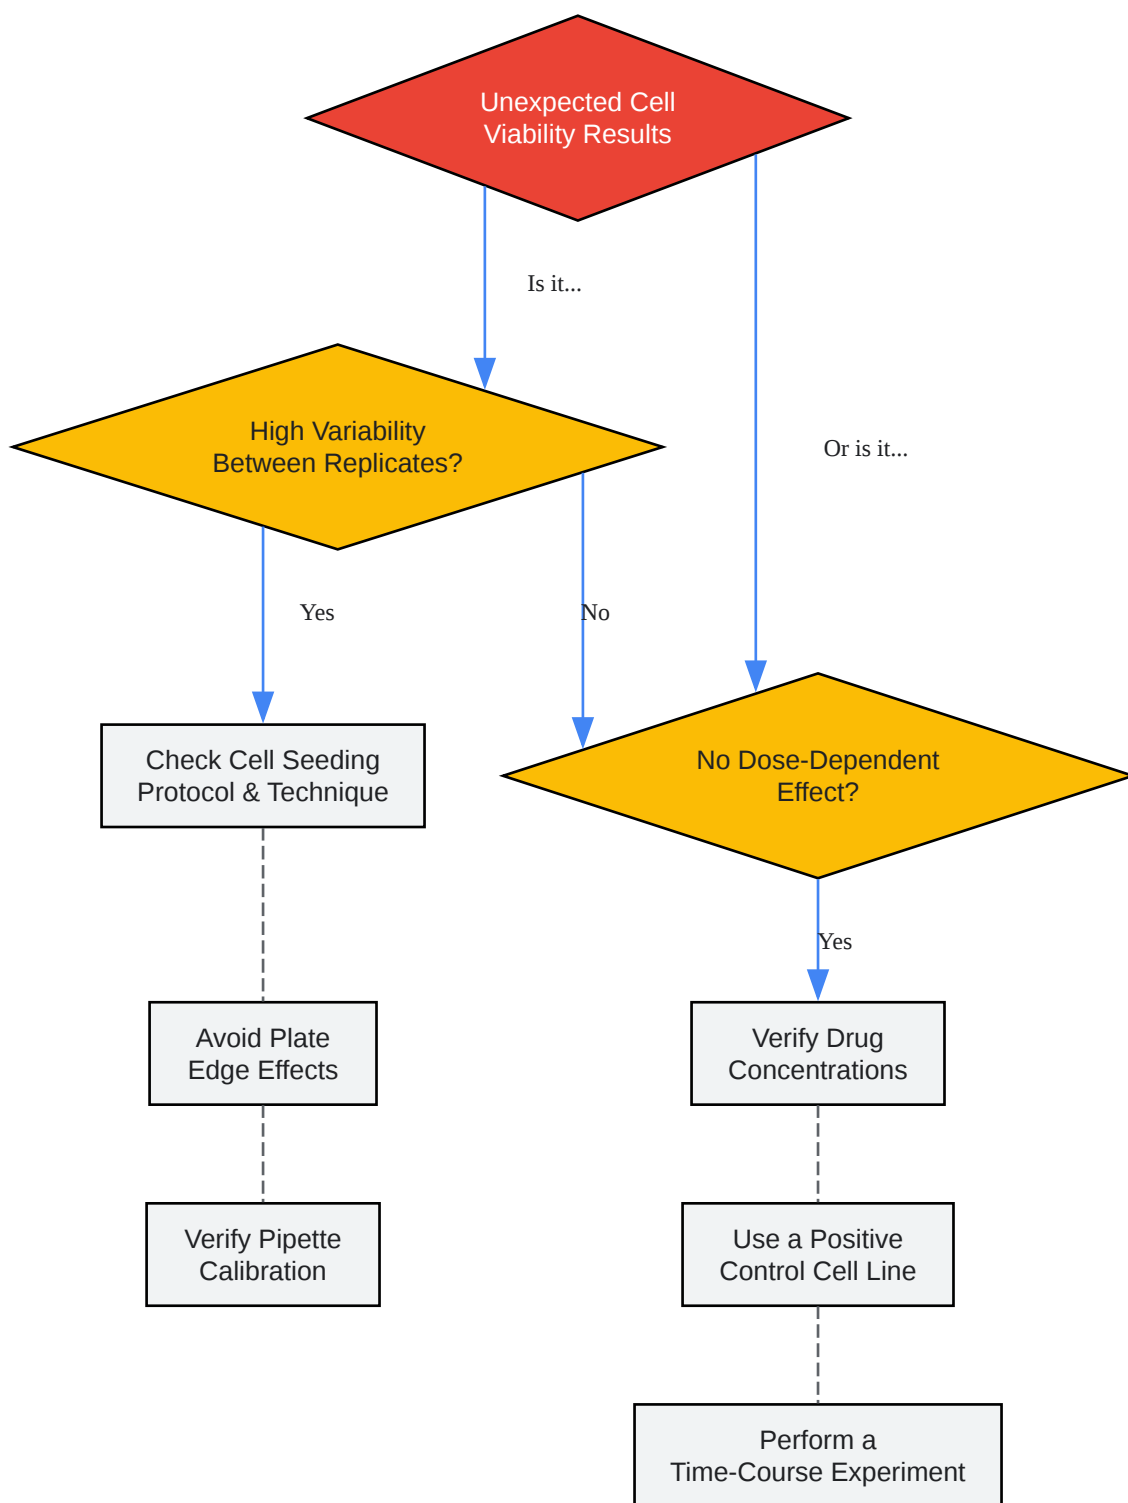 Unexpected Cell
Viability Results
Is it...
High Variability
Between Replicates?
Or is it...
Yes
No
Check Cell Seeding
Protocol & Technique
No Dose-Dependent
Effect?
Yes
Avoid Plate
Edge Effects
Verify Drug
Concentrations
Verify Pipette
Calibration
Use a Positive
Control Cell Line
Perform a
Time-Course Experiment